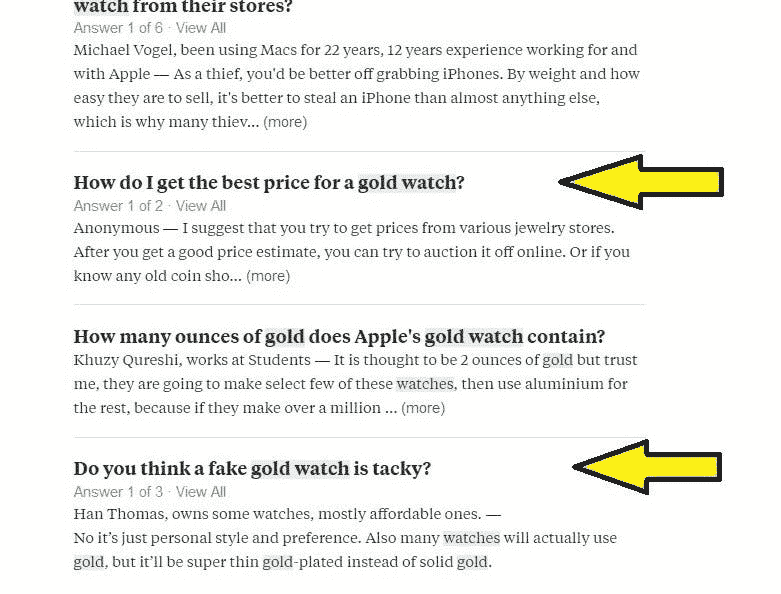 watch from their stores?
Answer 1 of 6 · View All
Michael Vogel, been using Macs for 22 years, 12 years experience working for and
with Apple — As a thief, you'd be better off grabbing iPhones. By weight and how
easy they are to sell, it's better to steal an iPhone than almost anything else,
which is why many thiev... (more)
How do I get the best price for a gold watch?
Answer 1 of 2 · View All
Anonymous — I suggest that you try to get prices from various jewelry stores.
After you get a good price estimate, you can try to auction it off online. Or if you
know any old coin sho... (more)
How many ounces of gold does Apple's gold watch contain?
Khuzy Qureshi, works at Students — It is thought to be 2 ounces of gold but trust
me, they are going to make select few of these watches, then use aluminium for
the rest, because if they make over a million ... (more)
Do you think a fake gold watch is tacky?
Answer 1 of 3 · View All
Han Thomas, owns some watches, mostly affordable ones. —
No it's just personal style and preference. Also many watches will actually use
gold, but it'll be super thin gold-plated instead of solid gold.